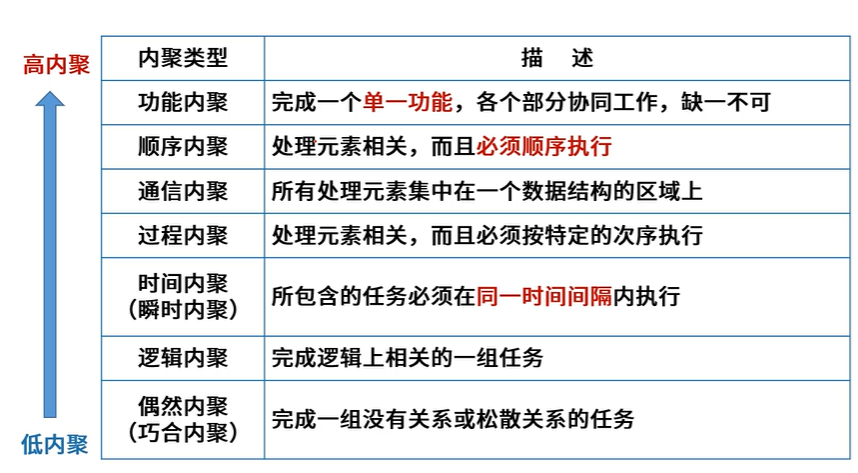 高内聚
内聚类型 描 述
功能内聚 完成一个单一功能，各个部分协同工作，缺一不可
顺序内聚 处理元素相关，而且必须顺序执行
通信内聚 所有处理元素集中在一个数据结构的区域上
过程内聚 处理元素相关，而且必须按特定的次序执行
时间内聚
（瞬时内聚） 所包含的任务必须在同一时间间隔内执行
逻辑内聚 完成逻辑上相关的一组任务
偶然内聚
（巧合内聚） 完成一组没有关系或松散关系的任务
低内聚